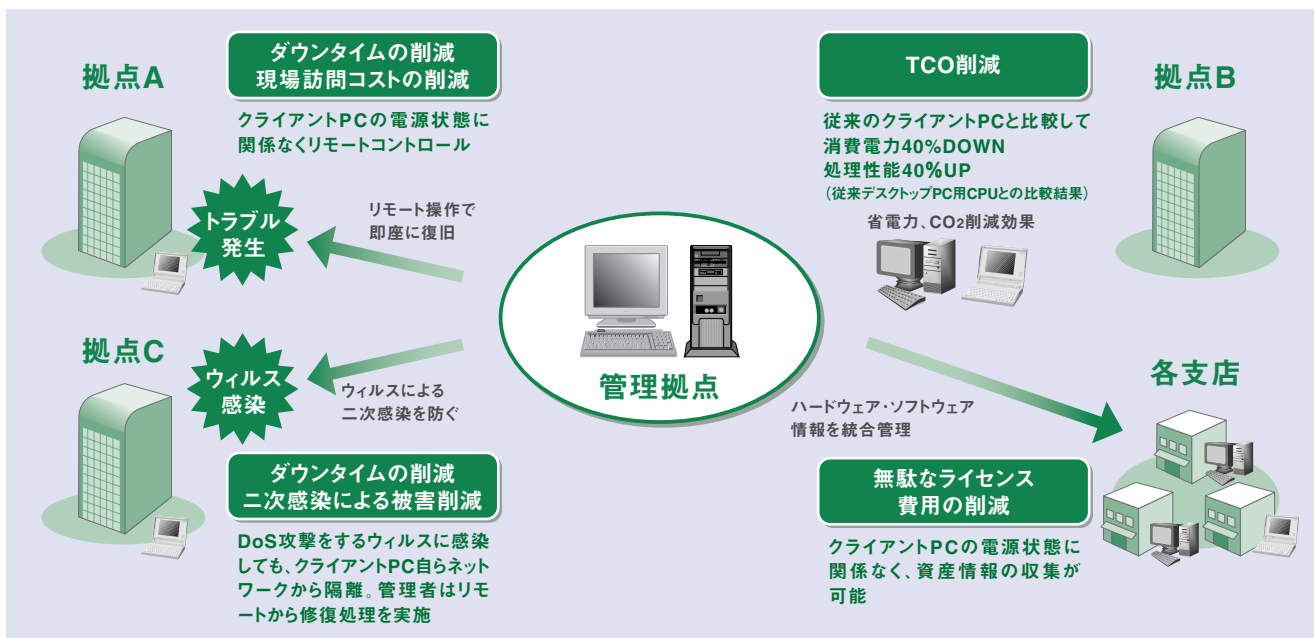 拠点A
ダウンタイムの削減
現場訪問コストの削減
クライアントPCの電源状態に
関係なくリモートコントロール
トラブル
発生
リモート操作で
即座に復旧
TCO削減
拠点B
従来のクライアントPCと比較して
消費電力40%DOWN
処理性能40%UP
(従来デスクトップPC用CPUとの比較結果)
省電力、CO2削減効果
管理拠点
拠点C
ウィルス
感染
ウィルスによる
二次感染を防ぐ
ダウンタイムの削減
二次感染による被害削減
DoS攻撃をするウィルスに感染
しても、クライアントPC自らネット
ワークから隔離。管理者はリモ
ートから修復処理を実施
各支店
ハードウェア・ソフトウェア
情報を統合管理
無駄なライセンス
費用の削減
クライアントPCの電源状態に
関係なく、資産情報の収集が
可能